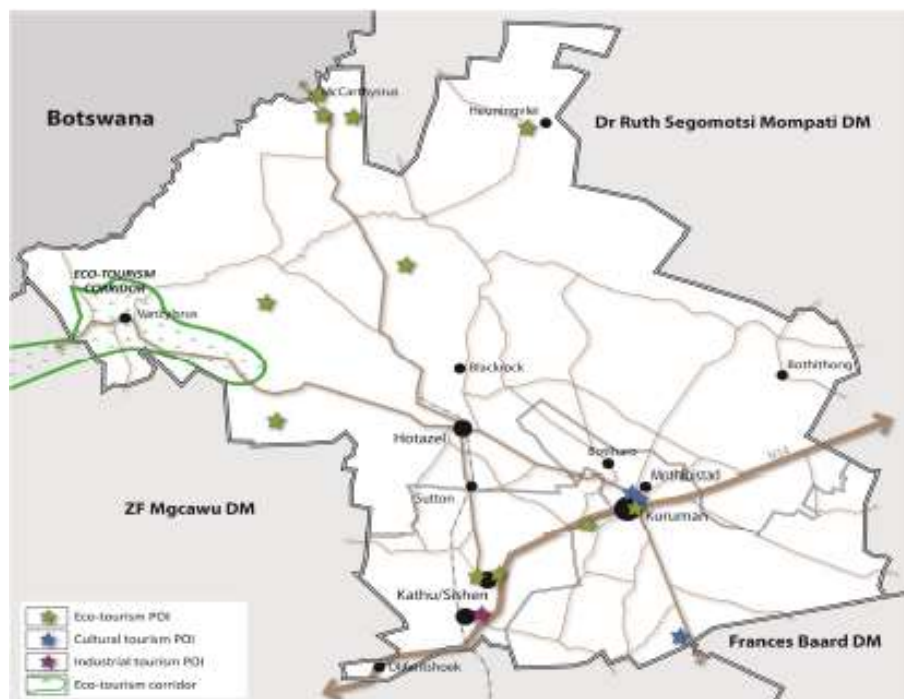 McCarthysrus
Heuningvlei
Botswana
Dr Ruth Segomotsi Mompati DM
ECO-TOURISM
CORRIDOR
Vanzylsrus
Blackrock
Bothithong
Hotazel
Botharo
Mothibistad
N14
Sutton
Kuruman
ZF Mgcawu DM
Kathu/Sishen
Frances Baard DM
Eco-tourism POI
Cultural tourism POI
Industrial tourism POI
Eco-tourism corridor